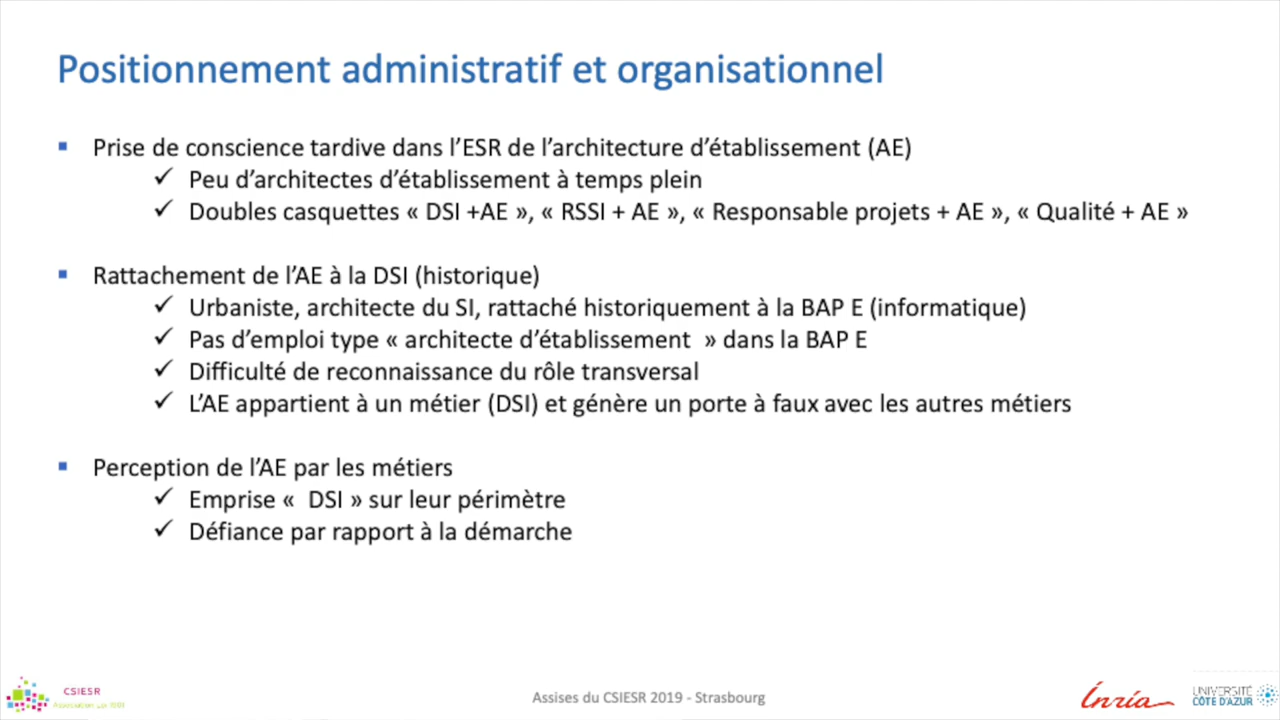 Positionnement administratif et organisationnel
Prise de conscience tardive dans l’ESR de l’architecture d’établissement (AE)
Peu d’architectes d’établissement à temps plein
Doubles casquettes « DSI +AE », « RSSI + AE », « Responsable projets + AE », « Qualité + AE »
Rattachement de l’AE à la DSI (historique)
Urbaniste, architecte du SI, rattaché historiquement à la BAP E (informatique)
Pas d’emploi type « architecte d’établissement  » dans la BAP E
Difficulté de reconnaissance du rôle transversal
L’AE appartient à un métier (DSI) et génère un porte à faux avec les autres métiers
Perception de l’AE par les métiers
Emprise «  DSI » sur leur périmètre
Défiance par rapport à la démarche
CSIESR
Association
Assises du CSIESR 2019 - Strasbourg
Inria
UNIVERSITÉ
CÔTE D’AZUR